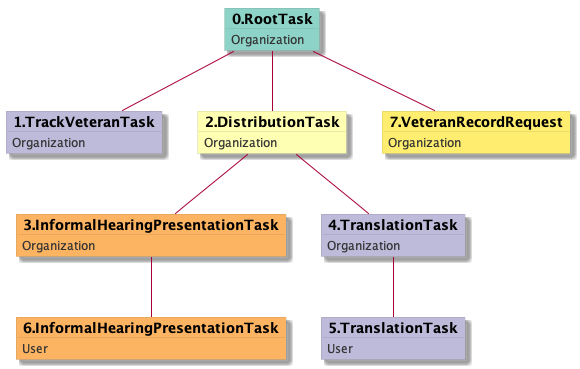 0.RootTask
Organization
1.TrackVeteranTask
Organization
2.DistributionTask
Organization
7.VeteranRecordRequest
Organization
3.InformalHearingPresentationTask
Organization
4.TranslationTask
Organization
6.InformalHearingPresentationTask
User
5.TranslationTask
User